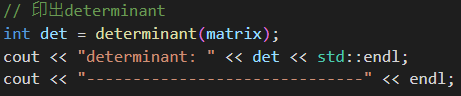 // 印出determinant
int det = determinant(matrix);
cout << "determinant: " << det << std::endl;
cout << "------------------------------" << endl;